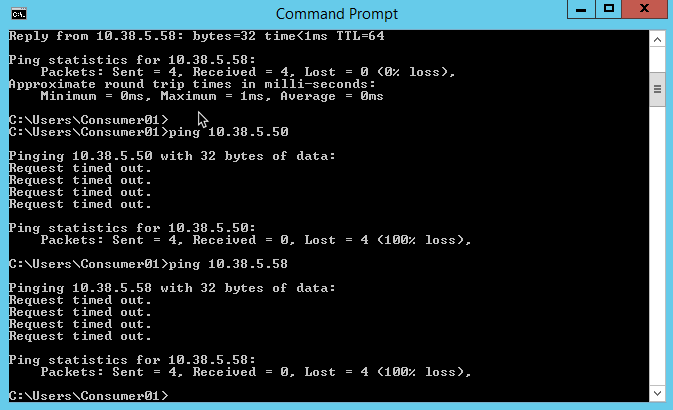 Command Prompt
Reply from 10.38.5.58: bytes=32 time<1ms TTL=64
Ping statistics for 10.38.5.58:
Packets: Sent = 4, Received = 4, Lost = 0 (0% loss),
Approximate round trip times in milli-seconds:
Minimum = 0ms, Maximum = 1ms, Average = 0ms
C:\Users\Consumer01>
C:\Users\Consumer01>ping 10.38.5.50
Pinging 10.38.5.50 with 32 bytes of data:
Request timed out.
Request timed out.
Request timed out.
Request timed out.
Ping statistics for 10.38.5.50:
Packets: Sent = 4, Received = 0, Lost = 4 (100% loss),
C:\Users\Consumer01>ping 10.38.5.58
Pinging 10.38.5.58 with 32 bytes of data:
Request timed out.
Request timed out.
Request timed out.
Request timed out.
Ping statistics for 10.38.5.58:
Packets: Sent = 4, Received = 0, Lost = 4 (100% loss),
C:\Users\Consumer01>